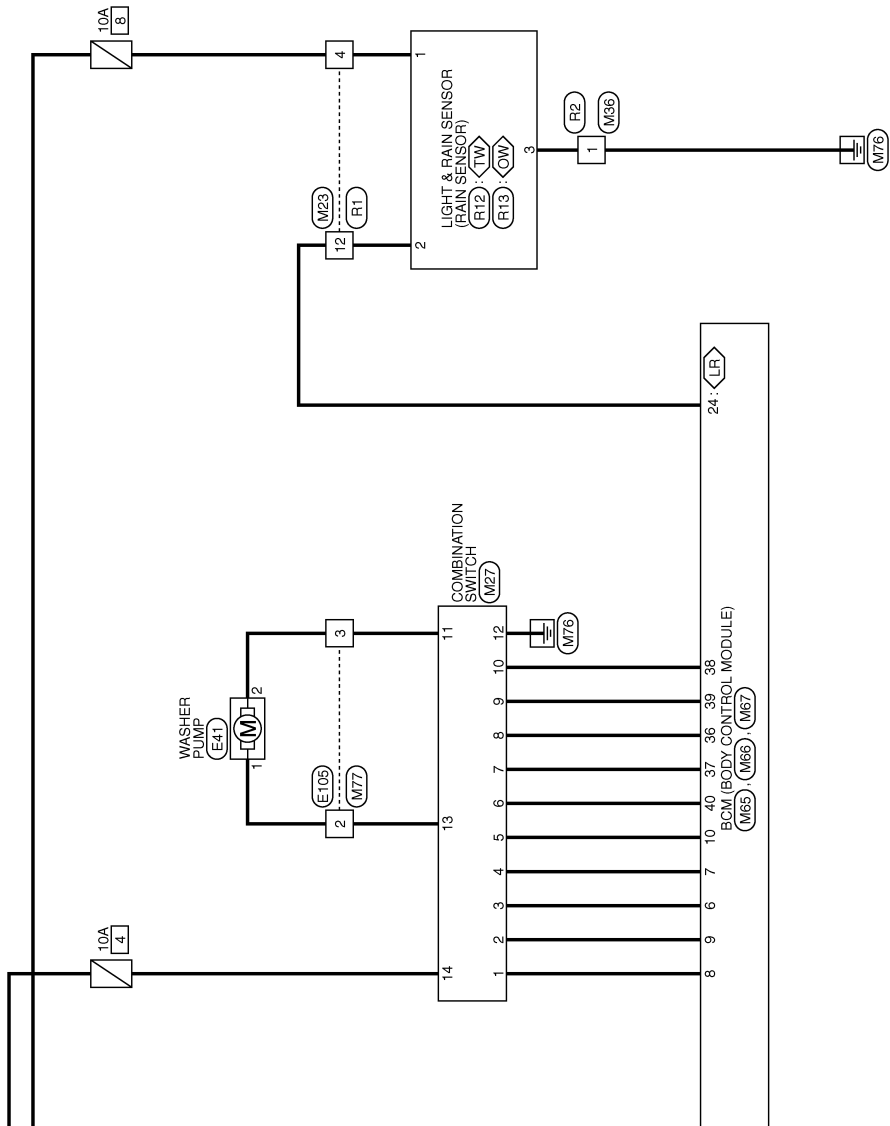 10A
8
4
1
LIGHT & RAIN SENSOR
(RAIN SENSOR)
R12 : TW
R13 : OW
3
R2
M36
1
M76
M23
R1
12
2
24 : LR
WASHER
PUMP
E41
M
2
1
3
E105
M77
2
COMBINATION
SWITCH
M27
11
13
14
12
10
9
8
7
6
5
4
3
2
1
M76
10A
4
38
39
36
37
40
10
7
6
9
8
BCM (BODY CONTROL MODULE)
M65 , M66 , M67